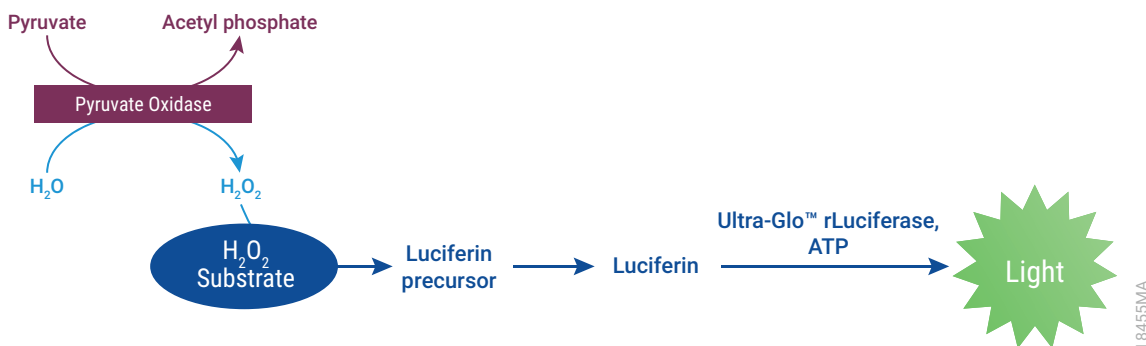 Pyruvate
Acetyl phosphate
Pyruvate Oxidase
H₂O
H₂O₂
H₂O₂
Substrate
Luciferin
precursor
Luciferin
Ultra-Glo™ rLuciferase,
ATP
Light
18455MA